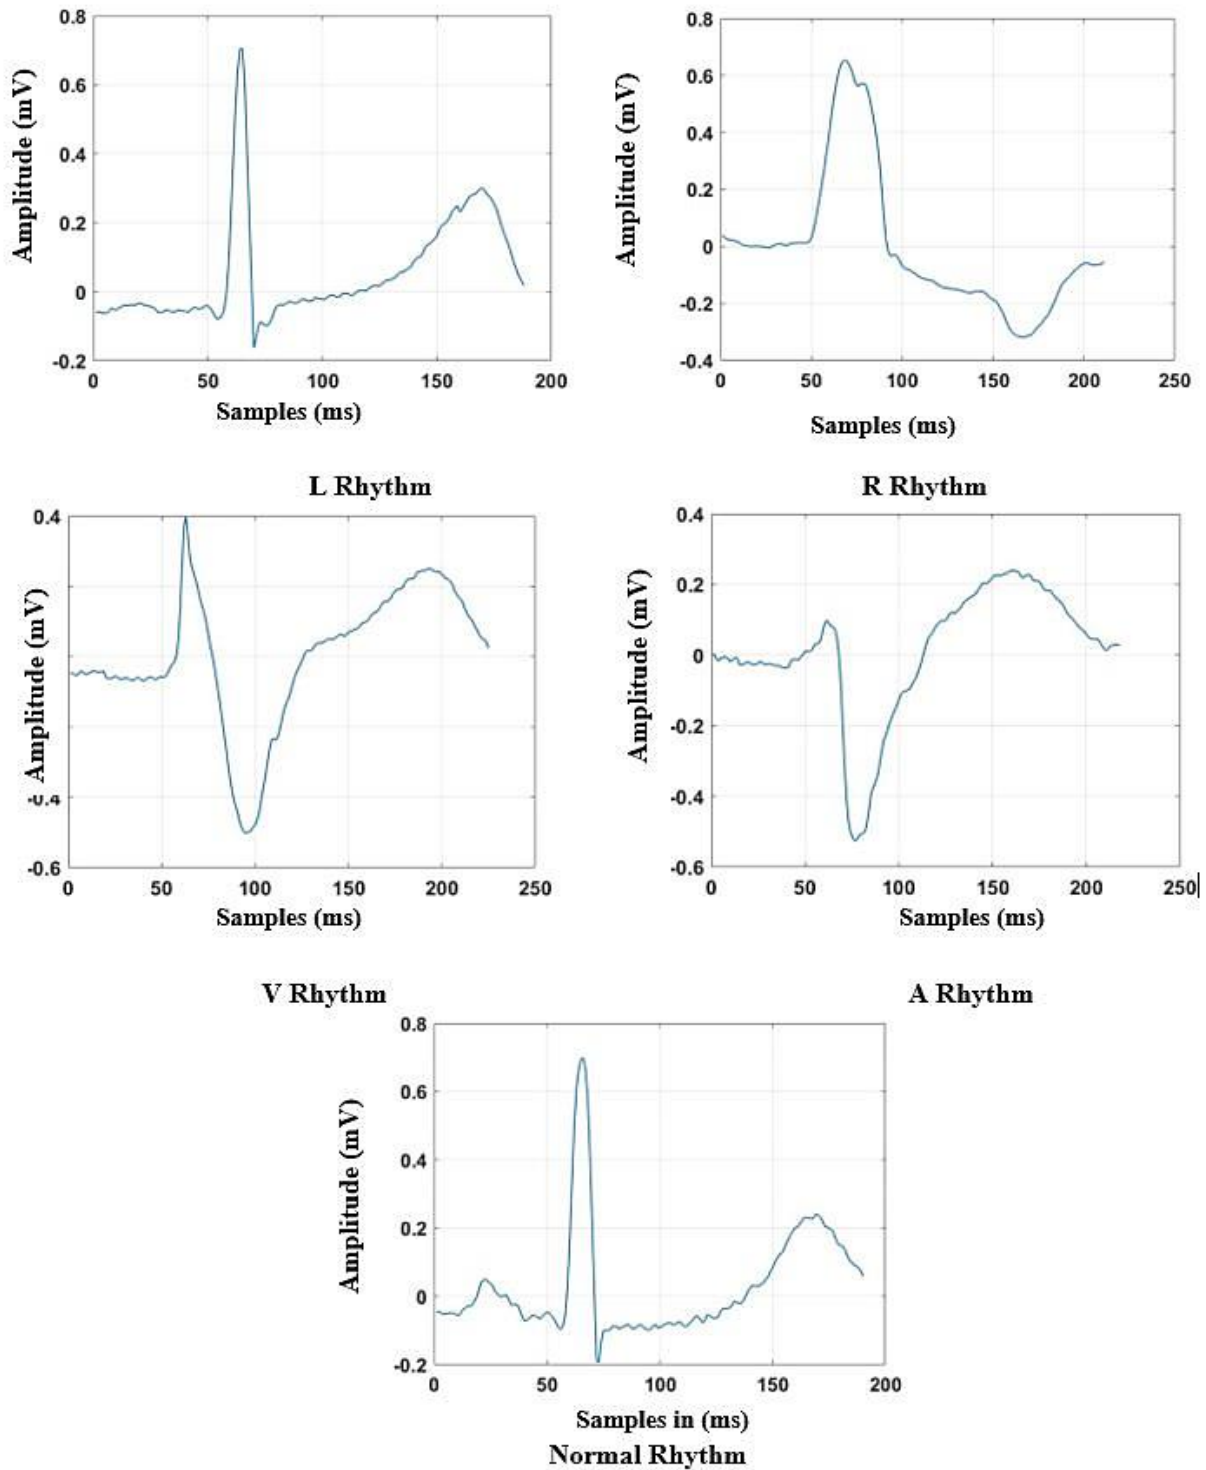 0.8
0.6
0.4
0.2
0
-0.2
Amplitude (mV)
0 50 100 150 200
Samples (ms)
L Rhythm
0.8
0.6
0.4
0.2
0
-0.2
-0.4
Amplitude (mV)
0 50 100 150 200 250
Samples (ms)
R Rhythm
0.4
-0.4
-0.6
Amplitude (mV)
0 50 100 150 200 250
Samples (ms)
V Rhythm
0.4
0.2
0
-0.2
-0.4
-0.6
Amplitude (mV)
0 50 100 150 200 250
Samples (ms)
A Rhythm
0.8
0.6
0.4
0.2
0
-0.2
Amplitude (mV)
0 50 100 150 200
Samples in (ms)
Normal Rhythm